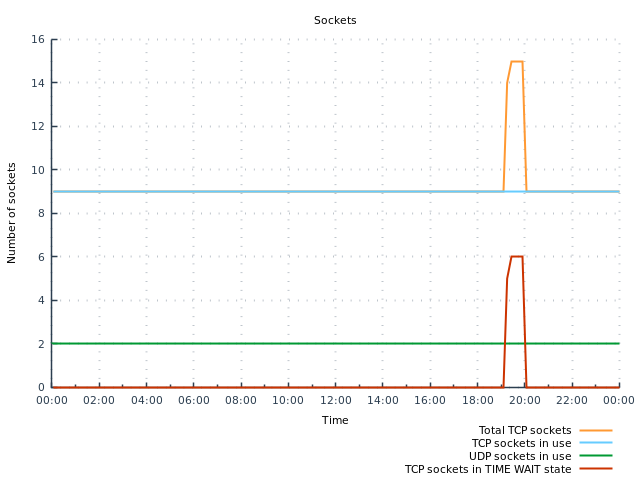 Sockets
16
14
12
10
8
6
4
2
0
Number of sockets
00:00 02:00 04:00 06:00 08:00 10:00 12:00 14:00 16:00 18:00 20:00 22:00 00:00
Time
Total TCP sockets
TCP sockets in use
UDP sockets in use
TCP sockets in TIME WAIT state